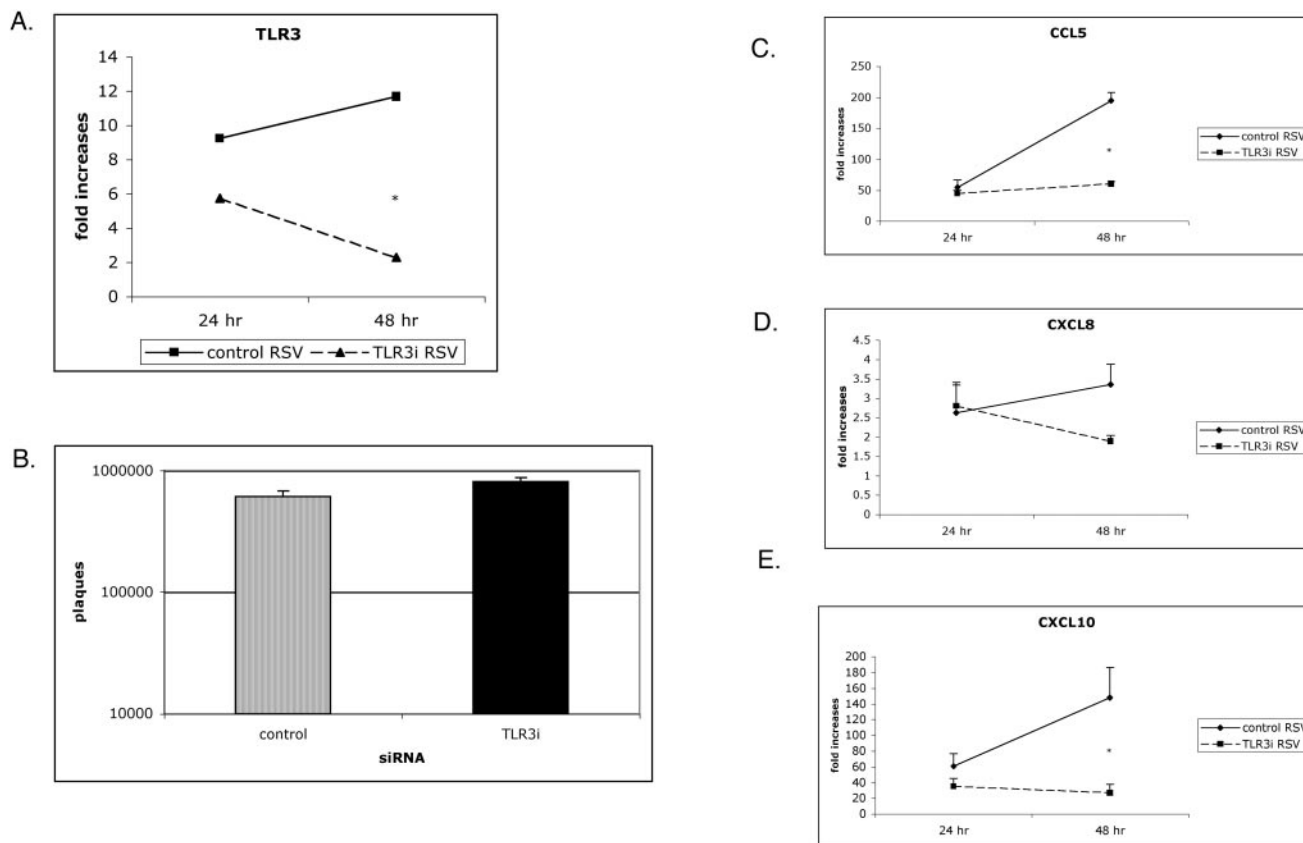 A.
TLR3
14
12
10
8
6
4
2
0
fold increases
*
24 hr 48 hr
control RSV TLR3i RSV
B.
1000000
100000
10000
plaques
control TLR3i
siRNA
C.
CCL5
250
200
150
100
50
0
fold increases
*
24 hr 48 hr
control RSV
TLR3i RSV
D.
CXCL8
4.5
4
3.5
3
2.5
2
1.5
1
0.5
0
fold increases
24 hr 48 hr
control RSV
TLR3i RSV
E.
CXCL10
200
180
160
140
120
100
80
60
40
20
0
fold increases
*
24 hr 48 hr
control RSV
TLR3i RSV